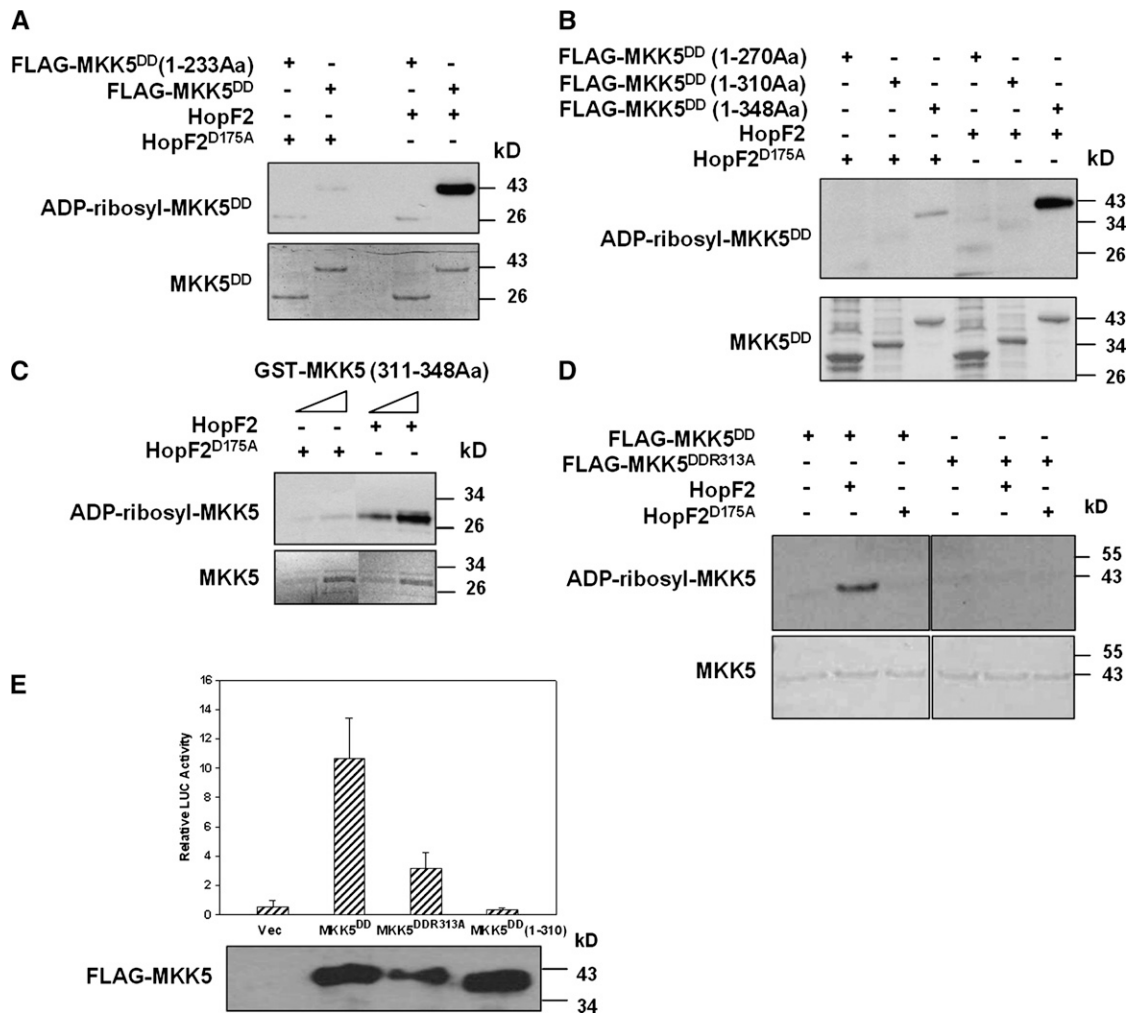 A
FLAG-MKK5DD(1-233Aa) + - + -
FLAG-MKK5DD - + - +
HopF2 - - + +
HopF2D175A + + - -
kD
ADP-ribosyl-MKK5DD
43
26
MKK5DD
43
26
B
FLAG-MKK5DD (1-270Aa) + - - + - -
FLAG-MKK5DD (1-310Aa) - + - - + -
FLAG-MKK5DD (1-348Aa) - - + - - +
HopF2 - - - + + +
HopF2D175A + + + - - -
kD
ADP-ribosyl-MKK5DD
43
34
26
MKK5DD
43
34
26
C
GST-MKK5 (311-348Aa)
HopF2 - - + +
HopF2D175A + + - -
kD
ADP-ribosyl-MKK5
34
26
MKK5
34
26
D
FLAG-MKK5DD + + + - - -
FLAG-MKK5DDR313A - - - + + +
HopF2 - + - - + -
HopF2D175A - - + - - +
kD
ADP-ribosyl-MKK5
55
43
MKK5
55
43
E
Relative LUC Activity
16
14
12
10
8
6
4
2
0
Vec MKK5DD MKK5DDR313A MKK5DD(1-310)
kD
FLAG-MKK5
43
34